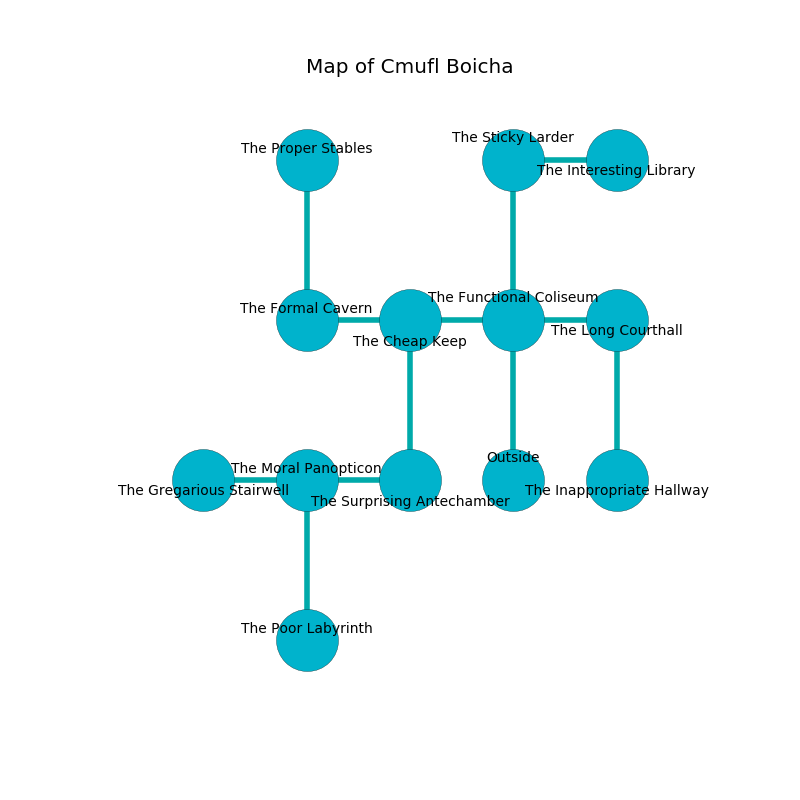 Map of Cmufl Boicha
The Sticky Larder
The Proper Stables
The Interesting Library
The Functional Coliseum
The Formal Cavern
The Long Courthall
The Cheap Keep
Outside
The Moral Panopticon
The Gregarious Stairwell
The Inappropriate Hallway
The Surprising Antechamber
The Poor Labyrinth